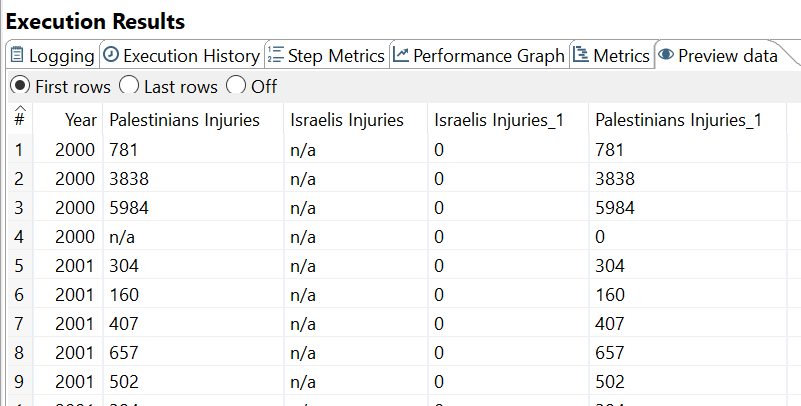 Execution Results
Logging Execution History Step Metrics Performance Graph Metrics Preview data
First rows Last rows Off
# Year Palestinians Injuries Israelis Injuries Israelis Injuries_1 Palestinians Injuries_1
1 2000 781 n/a 0 781
2 2000 3838 n/a 0 3838
3 2000 5984 n/a 0 5984
4 2000 n/a n/a 0 0
5 2001 304 n/a 0 304
6 2001 160 n/a 0 160
7 2001 407 n/a 0 407
8 2001 657 n/a 0 657
9 2001 502 n/a 0 502